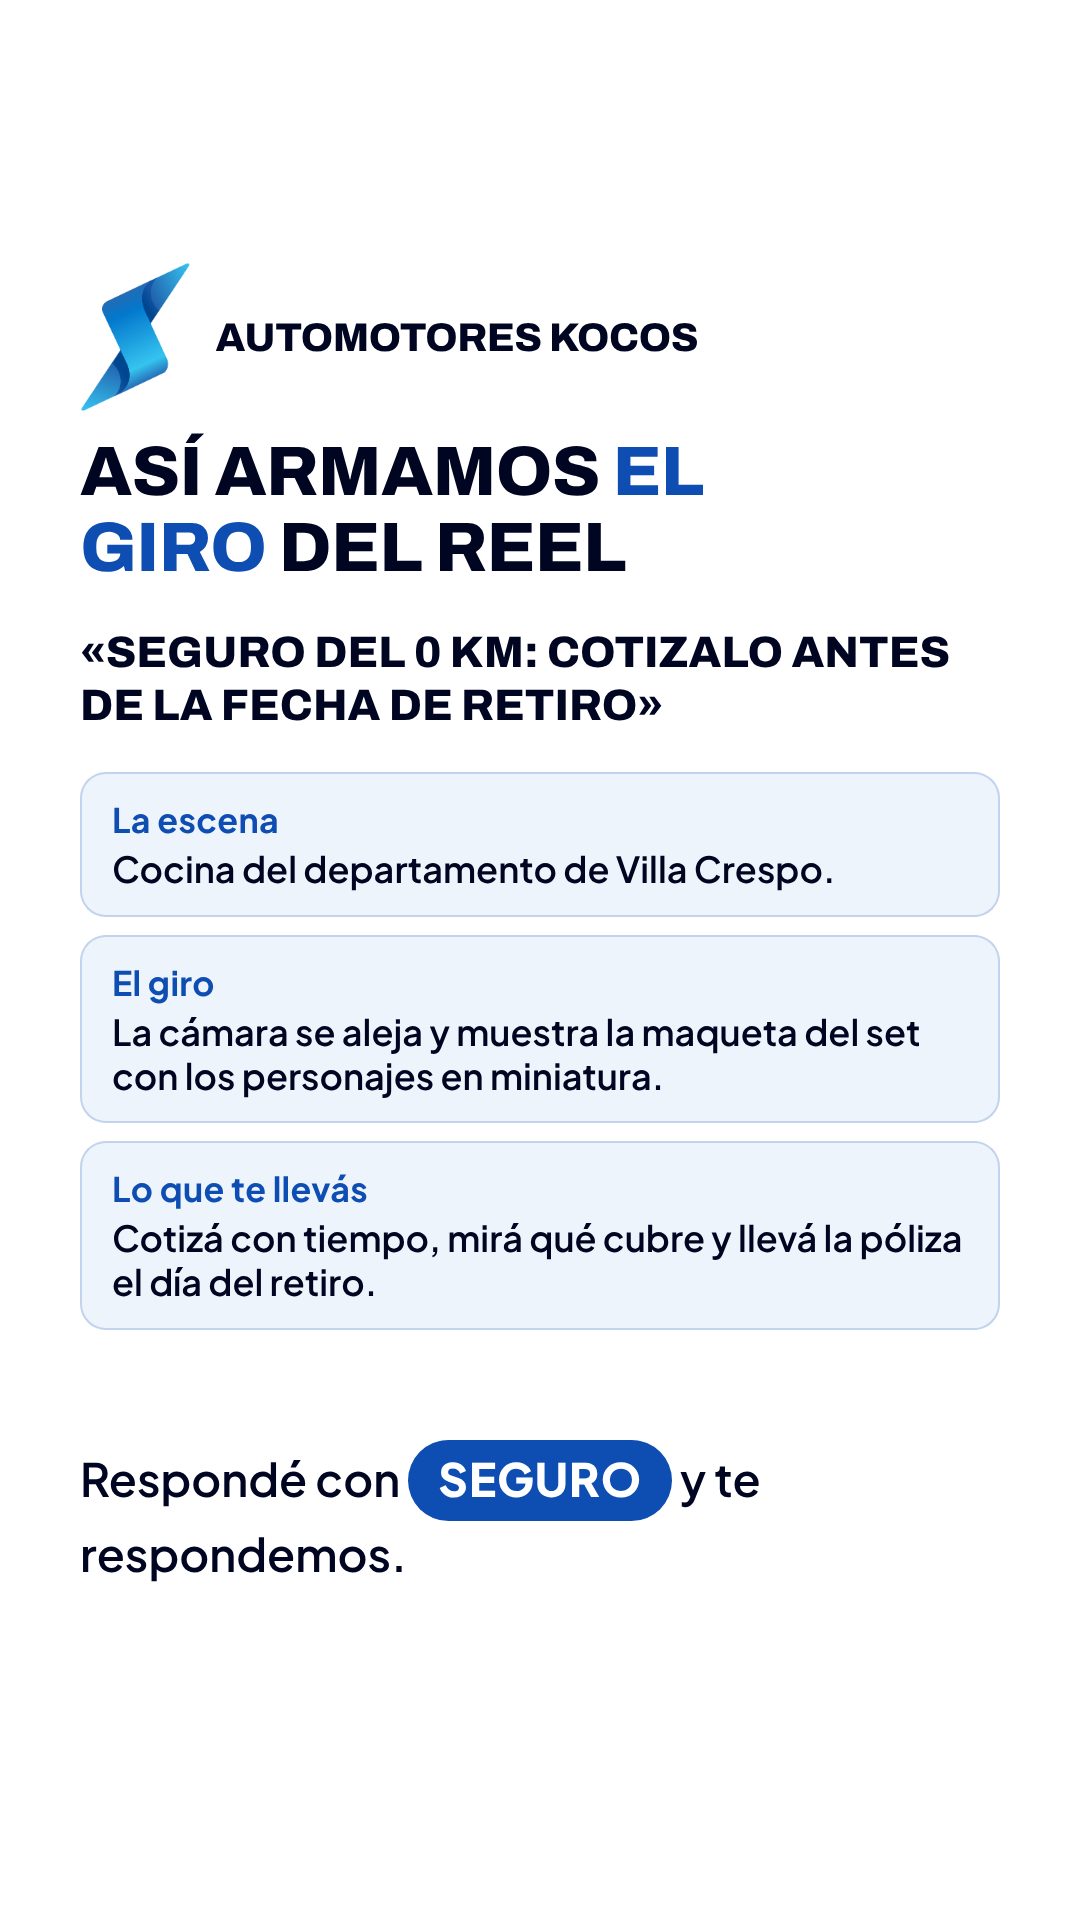 AUTOMOTORES KOCOS
ASÍ ARMAMOS EL
GIRO DEL REEL
«SEGURO DEL 0 KM: COTIZALO ANTES
DE LA FECHA DE RETIRO»
La escena
Cocina del departamento de Villa Crespo.
El giro
La cámara se aleja y muestra la maqueta del set
con los personajes en miniatura.
Lo que te llevás
Cotizá con tiempo, mirá qué cubre y llevá la póliza
el día del retiro.
Respondé con SEGURO y te
respondemos.